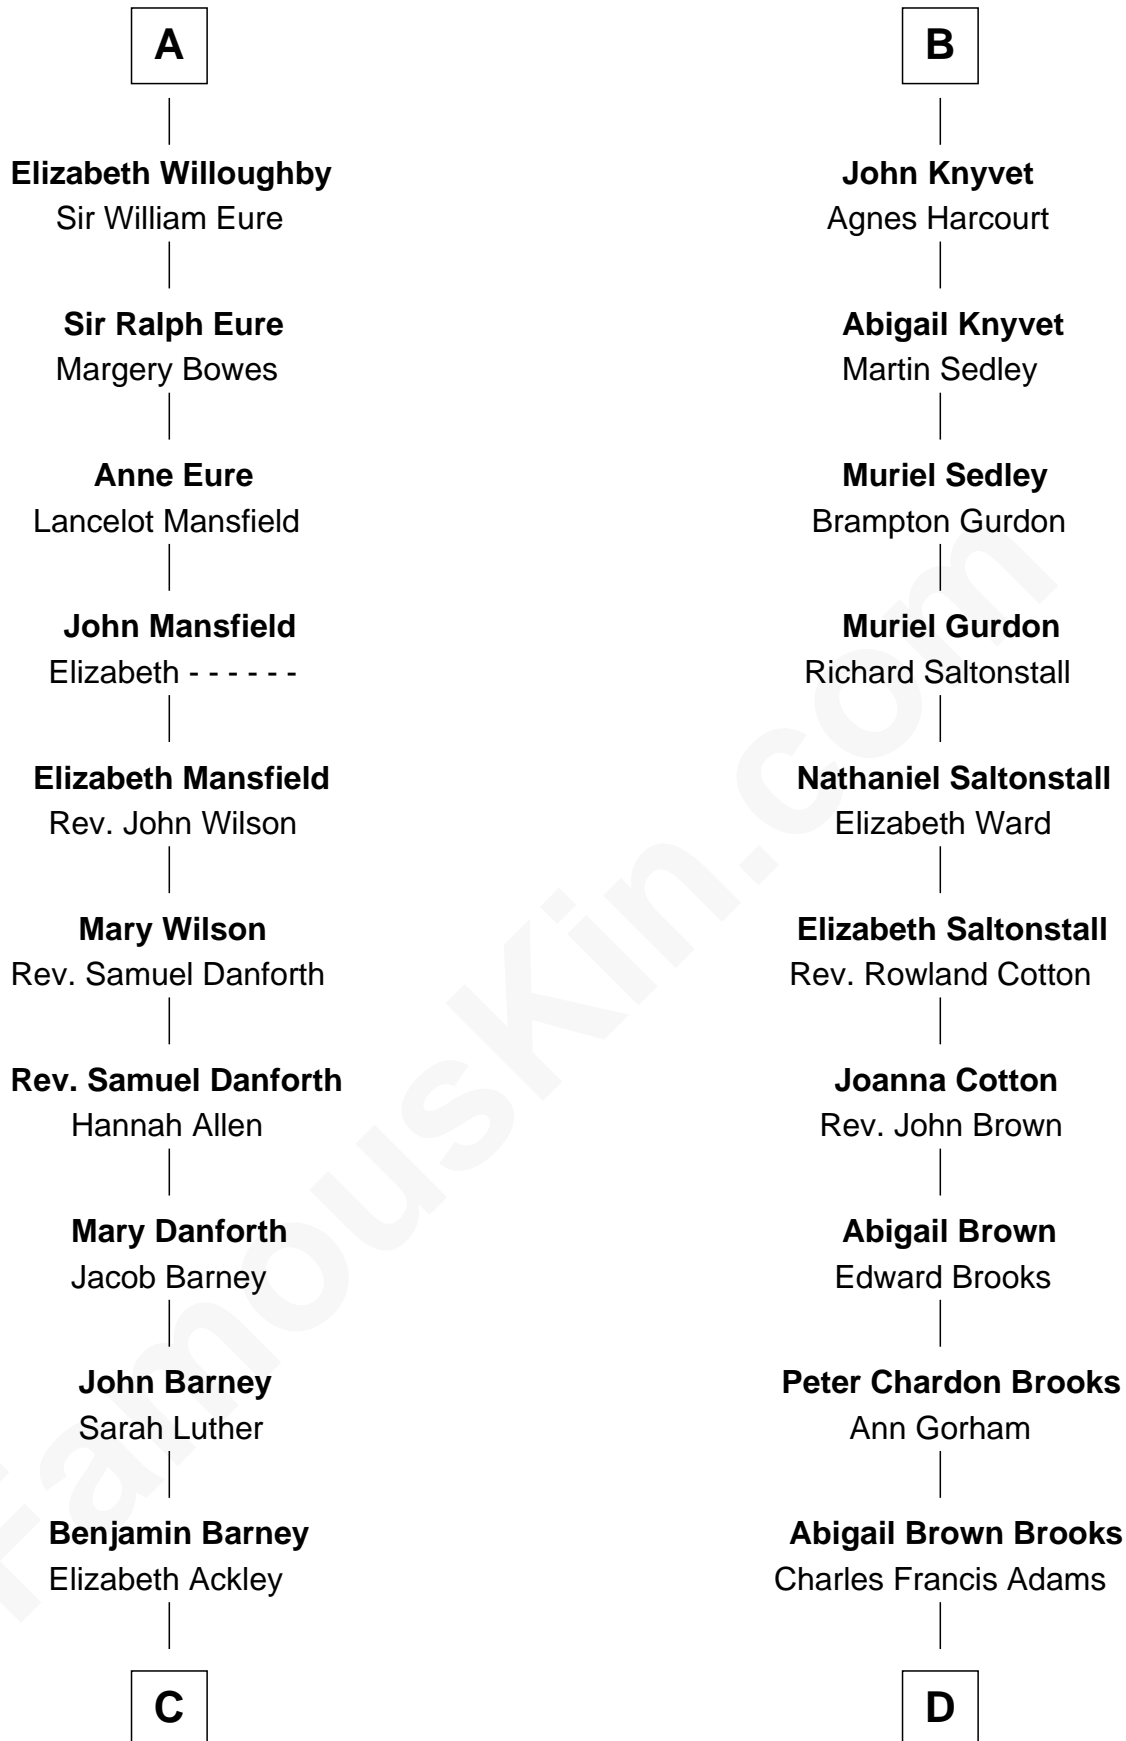 A
Elizabeth Willoughby
Sir William Eure
Sir Ralph Eure
Margery Bowes
Anne Eure
Lancelot Mansfield
John Mansfield
Elizabeth - - - - - -
Elizabeth Mansfield
Rev. John Wilson
Mary Wilson
Rev. Samuel Danforth
Rev. Samuel Danforth
Hannah Allen
Mary Danforth
Jacob Barney
John Barney
Sarah Luther
Benjamin Barney
Elizabeth Ackley
C
B
John Knyvet
Agnes Harcourt
Abigail Knyvet
Martin Sedley
Muriel Sedley
Brampton Gurdon
Muriel Gurdon
Richard Saltonstall
Nathaniel Saltonstall
Elizabeth Ward
Elizabeth Saltonstall
Rev. Rowland Cotton
Joanna Cotton
Rev. John Brown
Abigail Brown
Edward Brooks
Peter Chardon Brooks
Ann Gorham
Abigail Brown Brooks
Charles Francis Adams
D
FamousKin.com